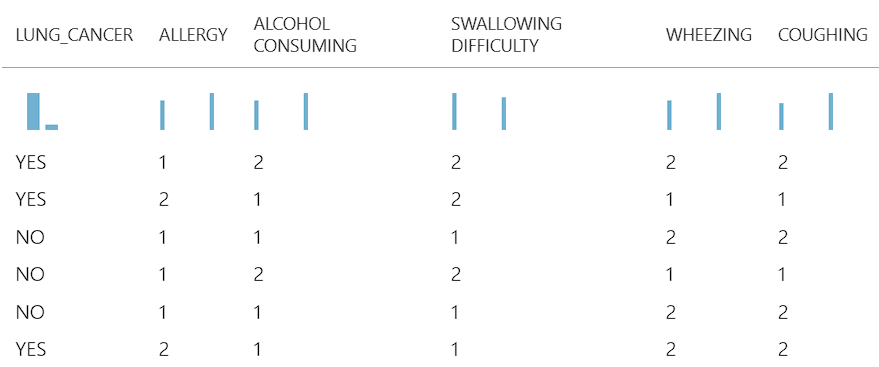 LUNG_CANCER ALLERGY ALCOHOL CONSUMING SWALLOWING DIFFICULTY WHEEZING COUGHING
YES 1 2 2 2 2
YES 2 1 2 1 1
NO 1 1 1 2 2
NO 1 2 2 1 1
NO 1 1 1 2 2
YES 2 1 1 2 2